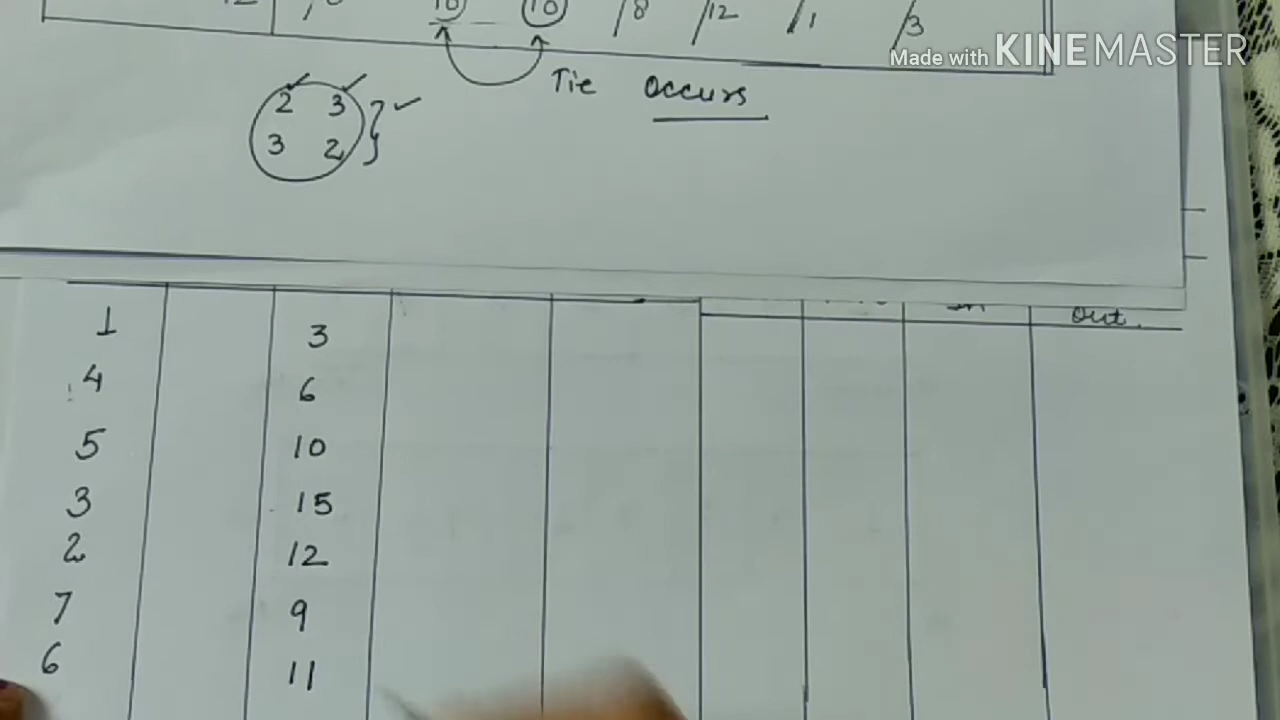 10 10 /8 /12 /1 /3
Made with KINEMASTER
Tie Occurs
2 3
3 2
In Out.
1 3
4 6
5 10
3 15
2 12
7 9
6 11